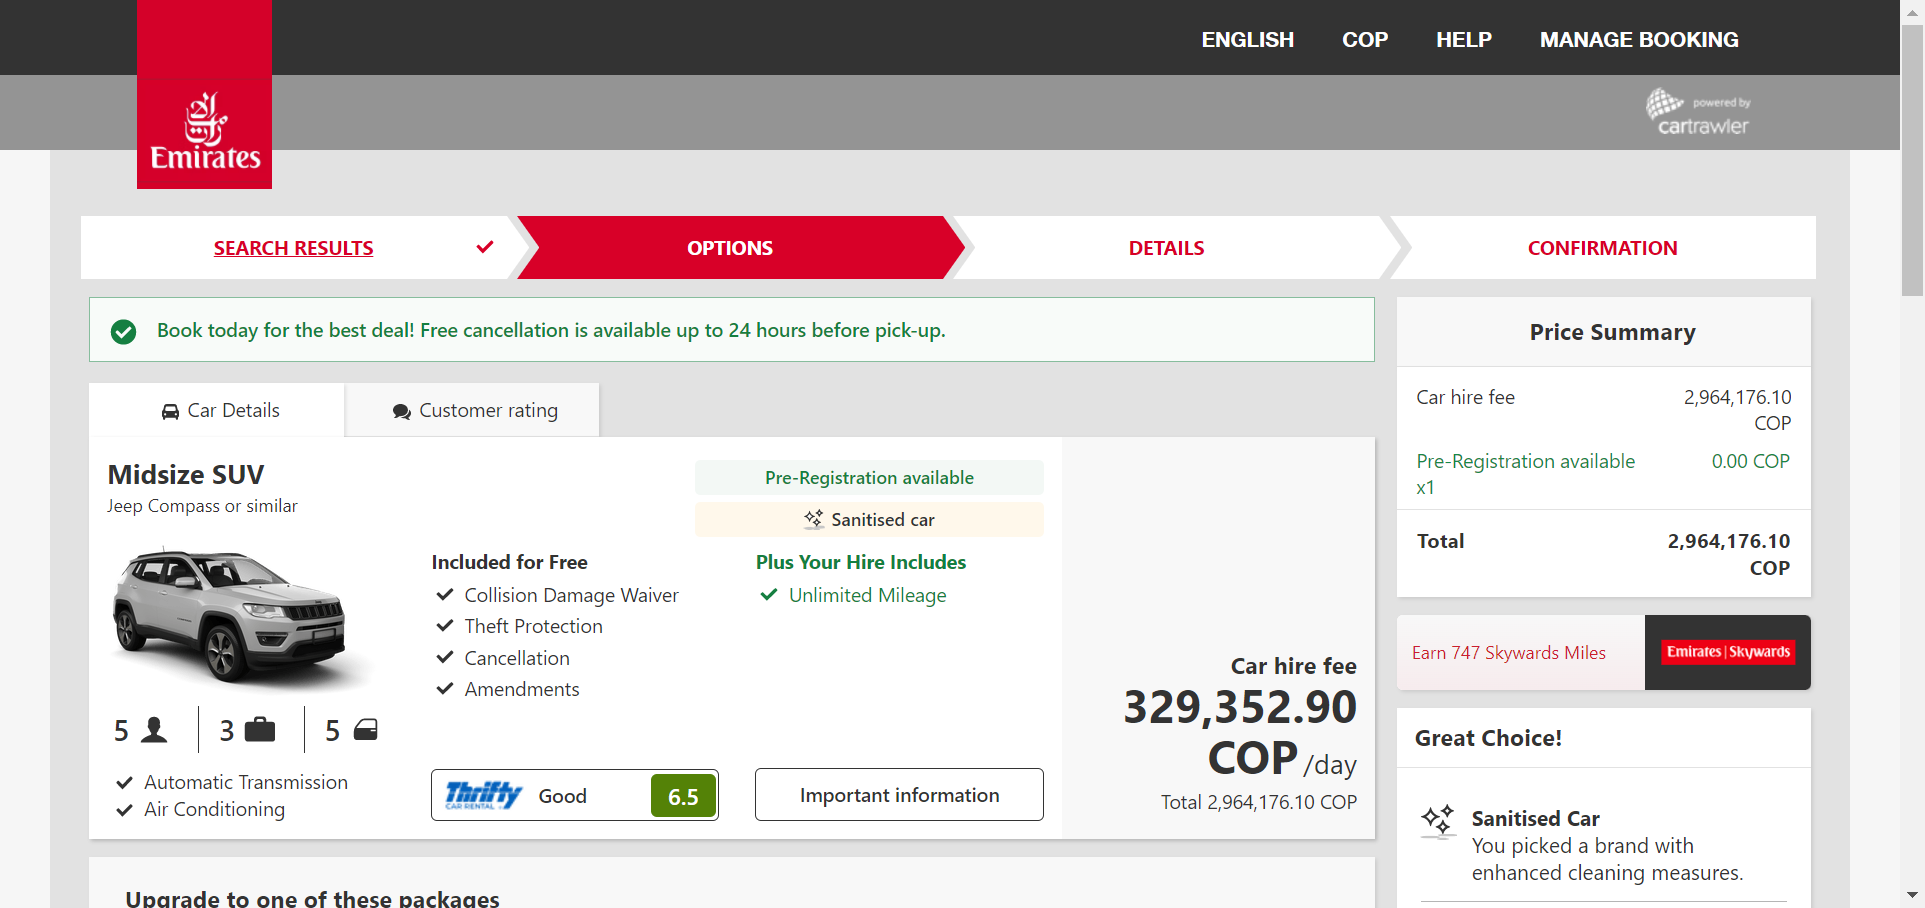 ENGLISH
COP
HELP
MANAGE BOOKING
Emirates
powered by
cartrawler
SEARCH RESULTS
OPTIONS
DETAILS
CONFIRMATION
Book today for the best deal! Free cancellation is available up to 24 hours before pick-up.
Car Details
Customer rating
Midsize SUV
Jeep Compass or similar
Pre-Registration available
Sanitised car
Included for Free
Collision Damage Waiver
Theft Protection
Cancellation
Amendments
Plus Your Hire Includes
Unlimited Mileage
5
3
5
Automatic Transmission
Air Conditioning
Thrifty
CAR RENTAL
Good
6.5
Important information
Car hire fee
329,352.90
COP /day
Total 2,964,176.10 COP
Upgrade to one of these packages
Price Summary
Car hire fee
2,964,176.10
COP
Pre-Registration available
x1
0.00 COP
Total
2,964,176.10
COP
Earn 747 Skywards Miles
Emirates | Skywards
Great Choice!
Sanitised Car
You picked a brand with
enhanced cleaning measures.